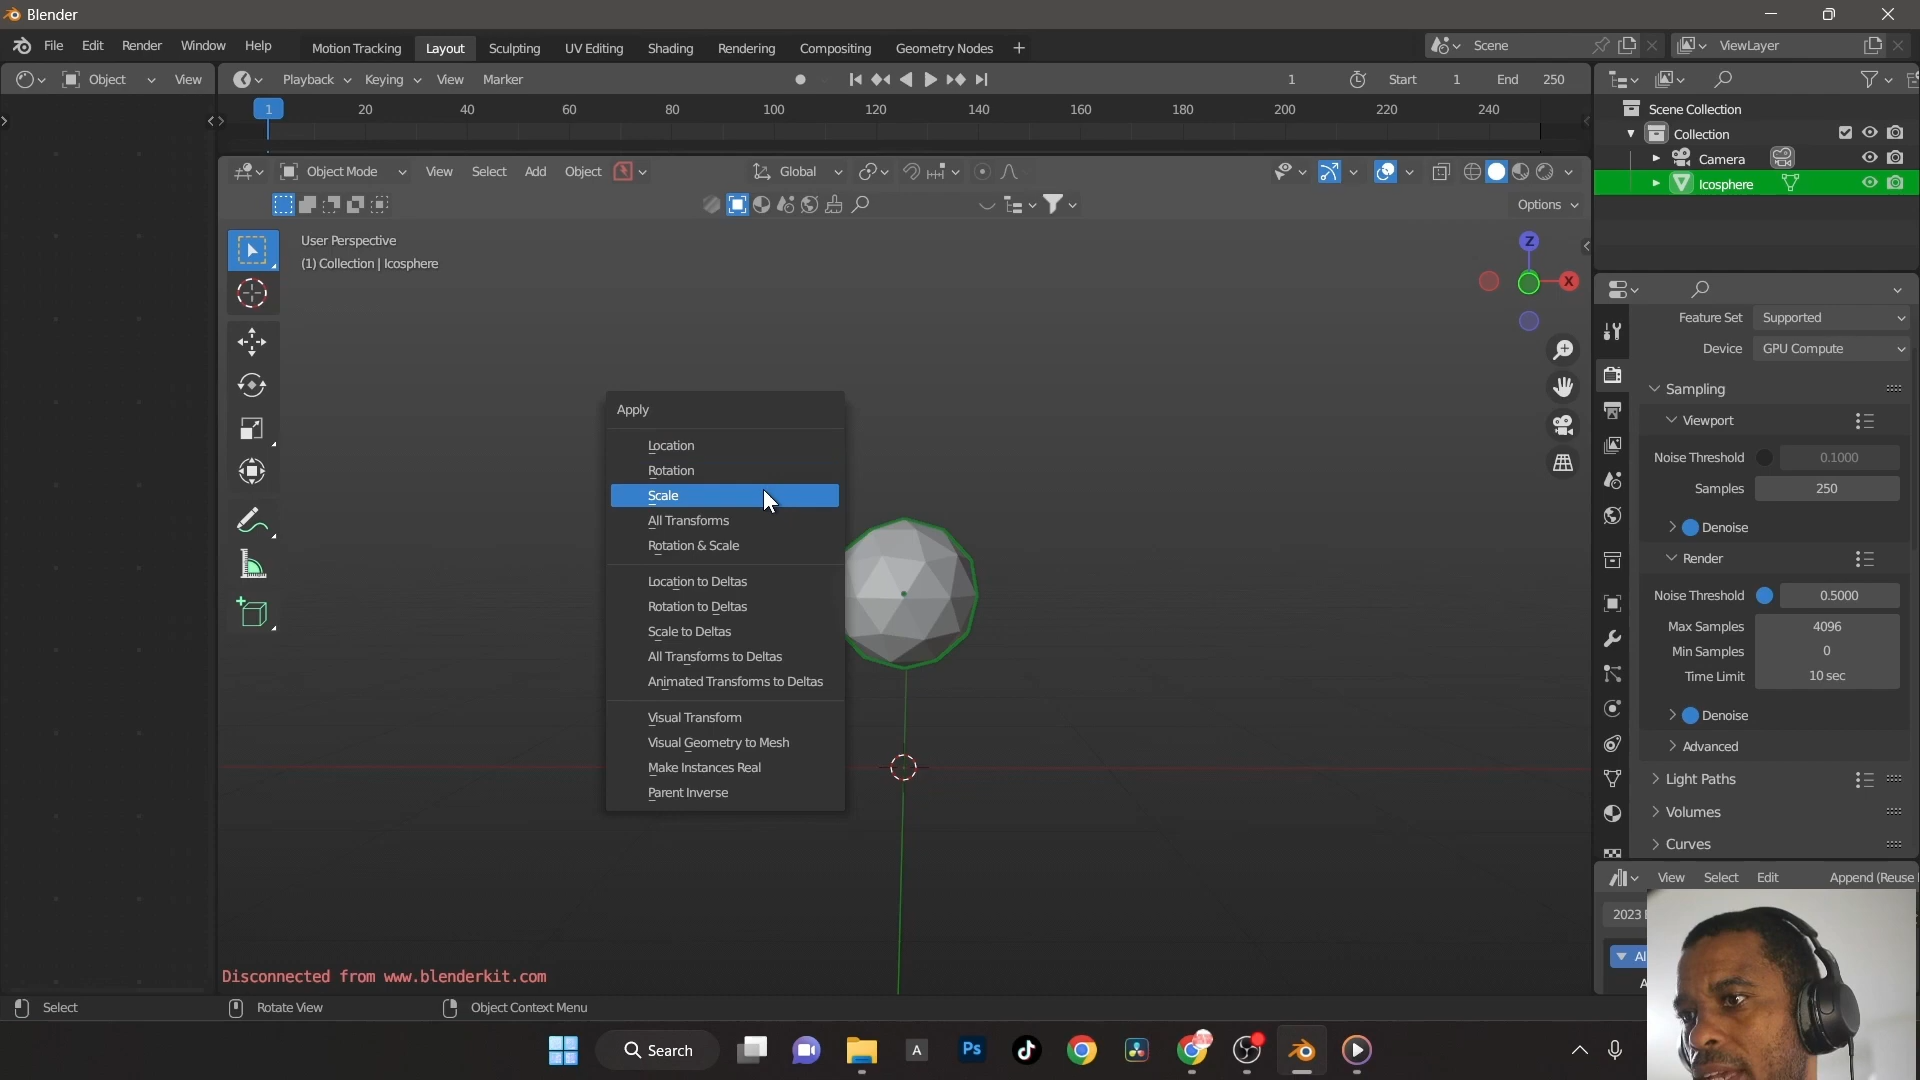 Blender
File Edit Render Window Help Motion Tracking Layout Sculpting UV Editing Shading Rendering Compositing Geometry Nodes + Scene ViewLayer
Object View Playback Keying View Marker 1 Start 1 End 250
1 20 40 60 80 100 120 140 160 180 200 220 240
Scene Collection
Collection
Camera
Icosphere
Object Mode View Select Add Object Global
Options
User Perspective
(1) Collection | Icosphere
Z
X
Apply
Location
Rotation
Scale
All Transforms
Rotation & Scale
Location to Deltas
Rotation to Deltas
Scale to Deltas
All Transforms to Deltas
Animated Transforms to Deltas
Visual Transform
Visual Geometry to Mesh
Make Instances Real
Parent Inverse
Feature Set Supported
Device GPU Compute
Sampling
Viewport
Noise Threshold 0.1000
Samples 250
Denoise
Render
Noise Threshold 0.5000
Max Samples 4096
Min Samples 0
Time Limit 10 sec
Denoise
Advanced
Light Paths
Volumes
Curves
View Select Edit Append (Reuse
2023
Al
A
Disconnected from www.blenderkit.com
Select Rotate View Object Context Menu
Search A Ps